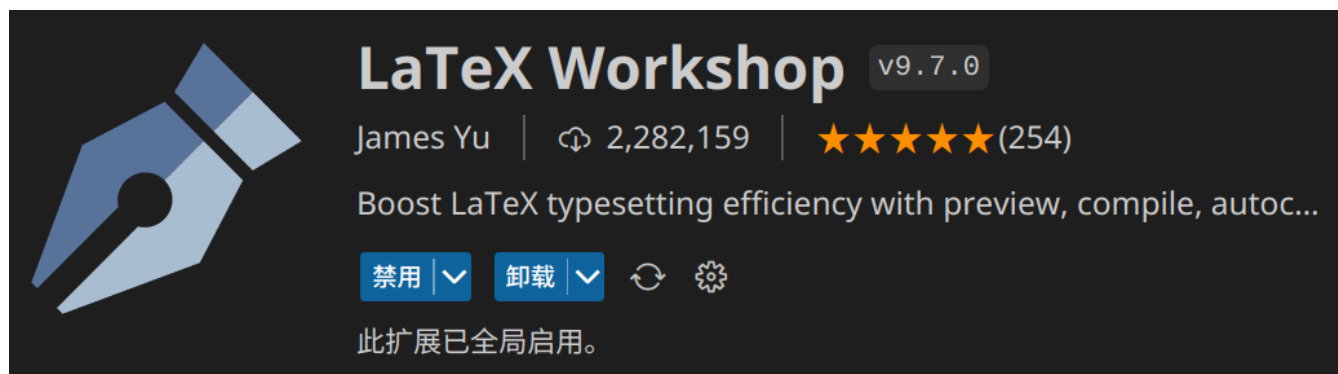 LaTeX Workshop v9.7.0
James Yu 2,282,159 (254)
Boost LaTeX typesetting efficiency with preview, compile, autoc...
禁用 卸载
此扩展已全局启用。